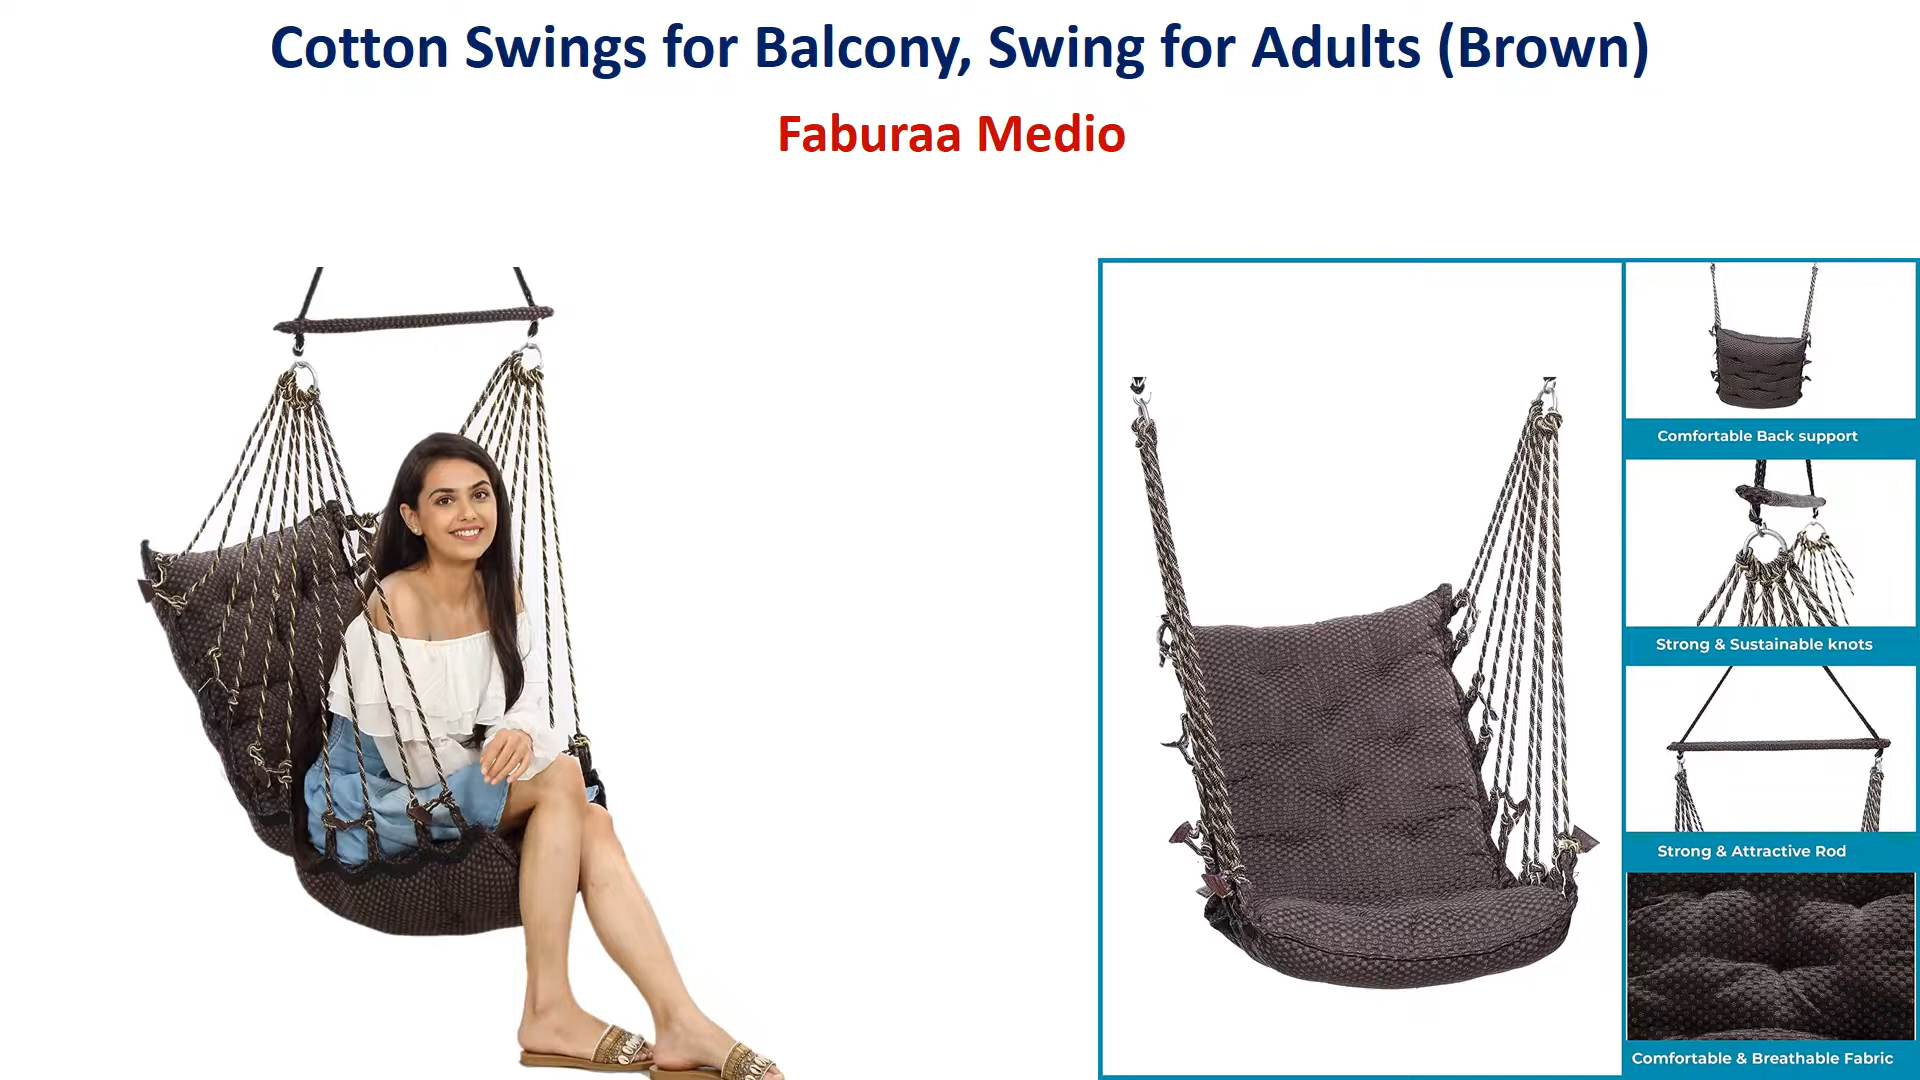 Cotton Swings for Balcony, Swing for Adults (Brown)
Faburaa Medio
Comfortable Back support
Strong & Sustainable knots
Strong & Attractive Rod
Comfortable & Breathable Fabric